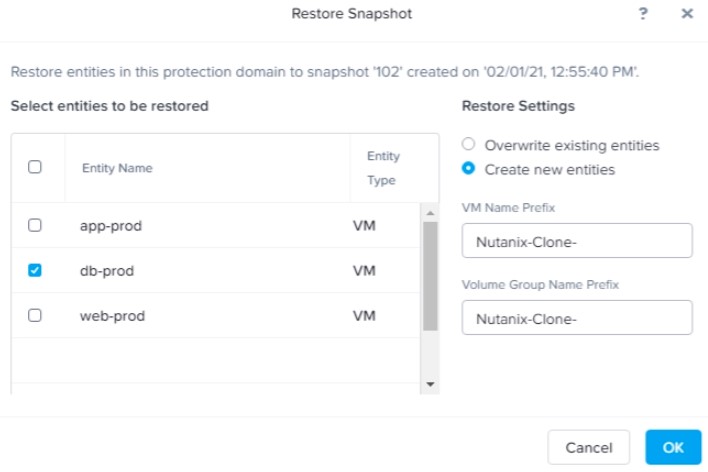 Restore Snapshot
? ×
Restore entities in this protection domain to snapshot '102' created on '02/01/21, 12:55:40 PM'.
Select entities to be restored
Entity Name
Entity
Type
app-prod VM
db-prod VM
web-prod VM
Restore Settings
Overwrite existing entities
Create new entities
VM Name Prefix
Nutanix-Clone-
Volume Group Name Prefix
Nutanix-Clone-
Cancel
OK